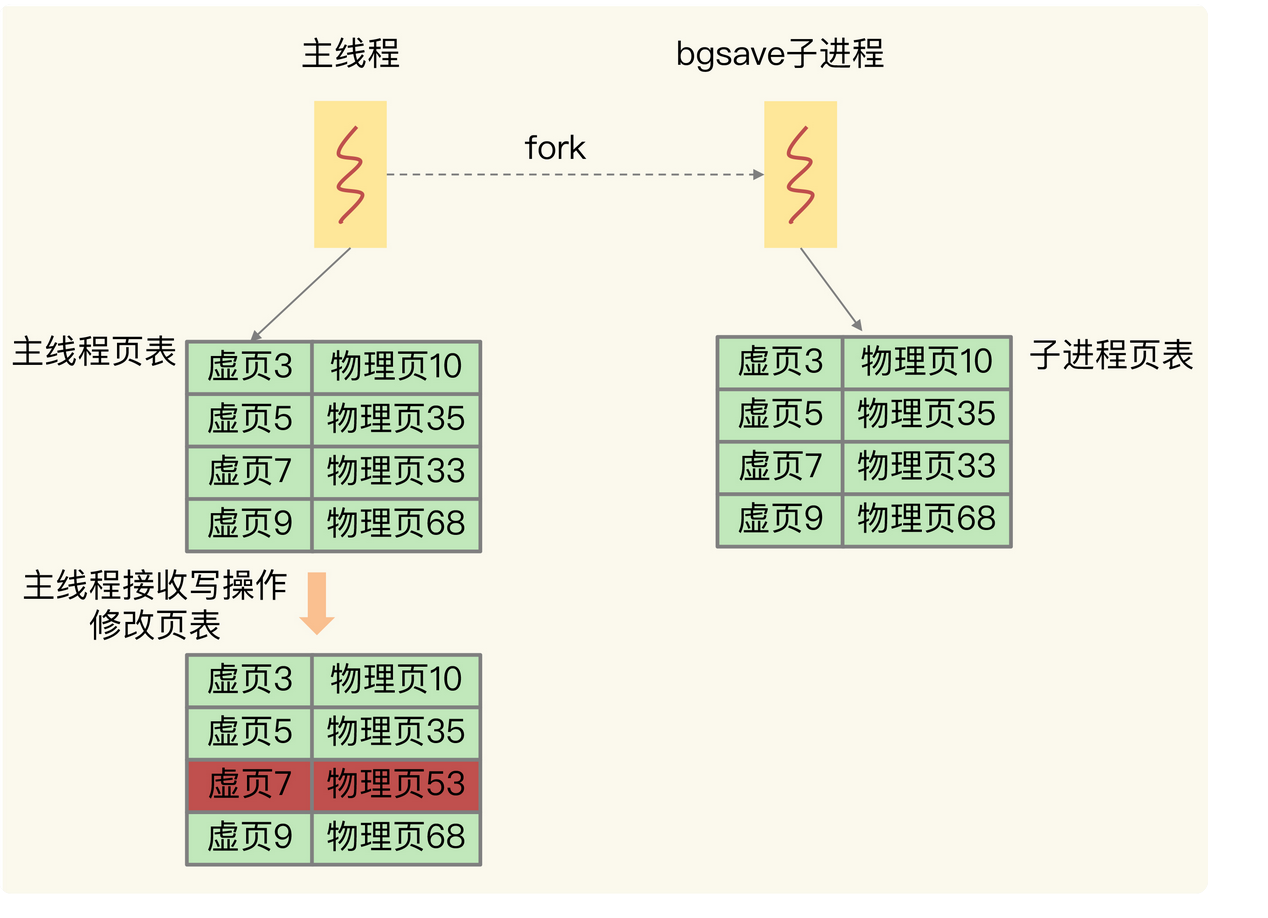 主线程
bgsave子进程
fork
主线程页表
虚页3 物理页10
虚页5 物理页35
虚页7 物理页33
虚页9 物理页68
子进程页表
虚页3 物理页10
虚页5 物理页35
虚页7 物理页33
虚页9 物理页68
主线程接收写操作
修改页表
虚页3 物理页10
虚页5 物理页35
虚页7 物理页53
虚页9 物理页68